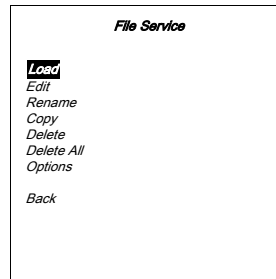 File Service
Load
Edit
Rename
Copy
Delete
Delete All
Options
Back